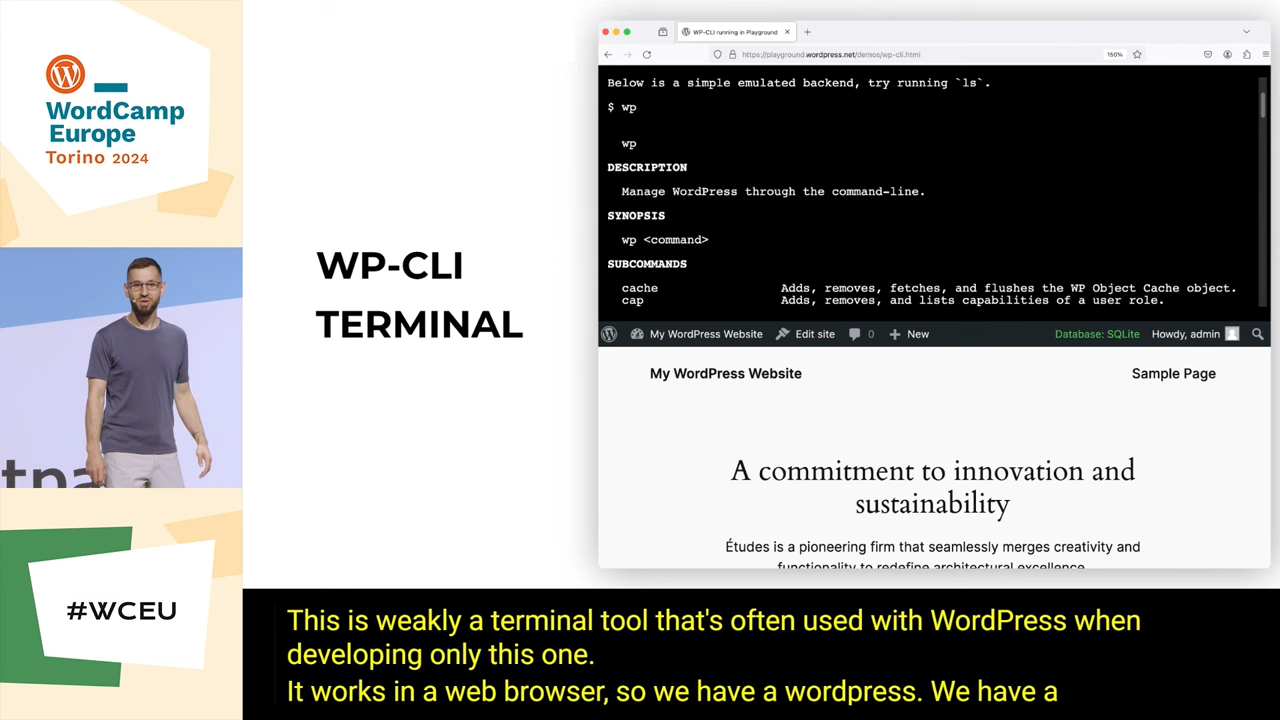 WordCamp
Europe
Torino 2024
tna
#WCEU
WP-CLI
TERMINAL
WP-CLI running in Playground
https://playground.wordpress.net/demos/wp-cli.html
150%
Below is a simple emulated backend, try running `ls`.
$ wp
wp
DESCRIPTION
Manage WordPress through the command-line.
SYNOPSIS
wp <command>
SUBCOMMANDS
cache Adds, removes, fetches, and flushes the WP Object Cache object.
cap Adds, removes, and lists capabilities of a user role.
My WordPress Website Edit site 0 New Database: SQLite Howdy, admin
My WordPress Website Sample Page
A commitment to innovation and
sustainability
Études is a pioneering firm that seamlessly merges creativity and
functionality to redefine architectural excellence.
This is weakly a terminal tool that's often used with WordPress when
developing only this one.
It works in a web browser, so we have a wordpress. We have a